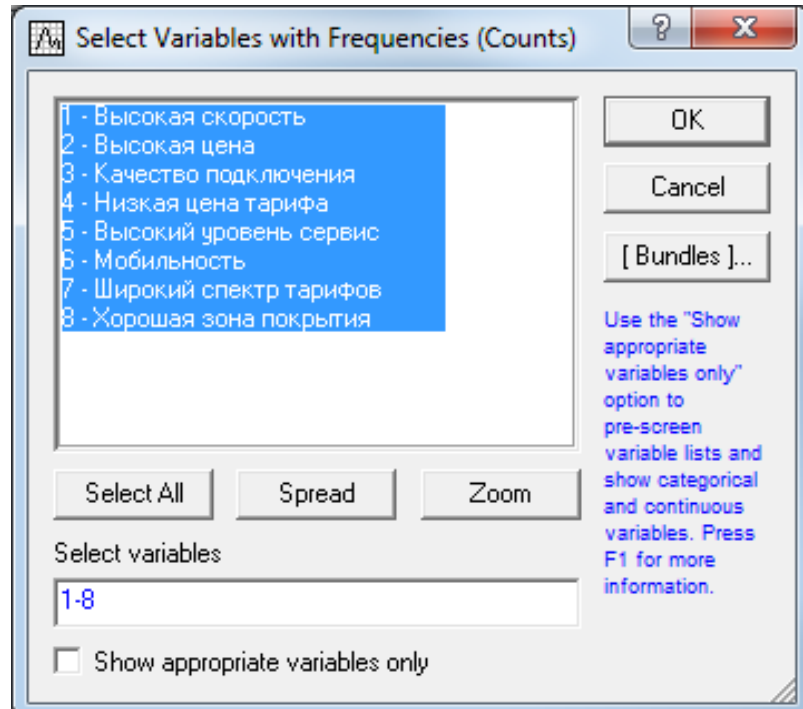 Select Variables with Frequencies (Counts)
1 - Высокая скорость
2 - Высокая цена
3 - Качество подключения
4 - Низкая цена тарифа
5 - Высокий уровень сервис
6 - Мобильность
7 - Широкий спектр тарифов
8 - Хорошая зона покрытия
OK
Cancel
[ Bundles ]...
Use the "Show
appropriate
variables only"
option to
pre-screen
variable lists and
show categorical
and continuous
variables. Press
F1 for more
information.
Select All
Spread
Zoom
Select variables
1-8
Show appropriate variables only